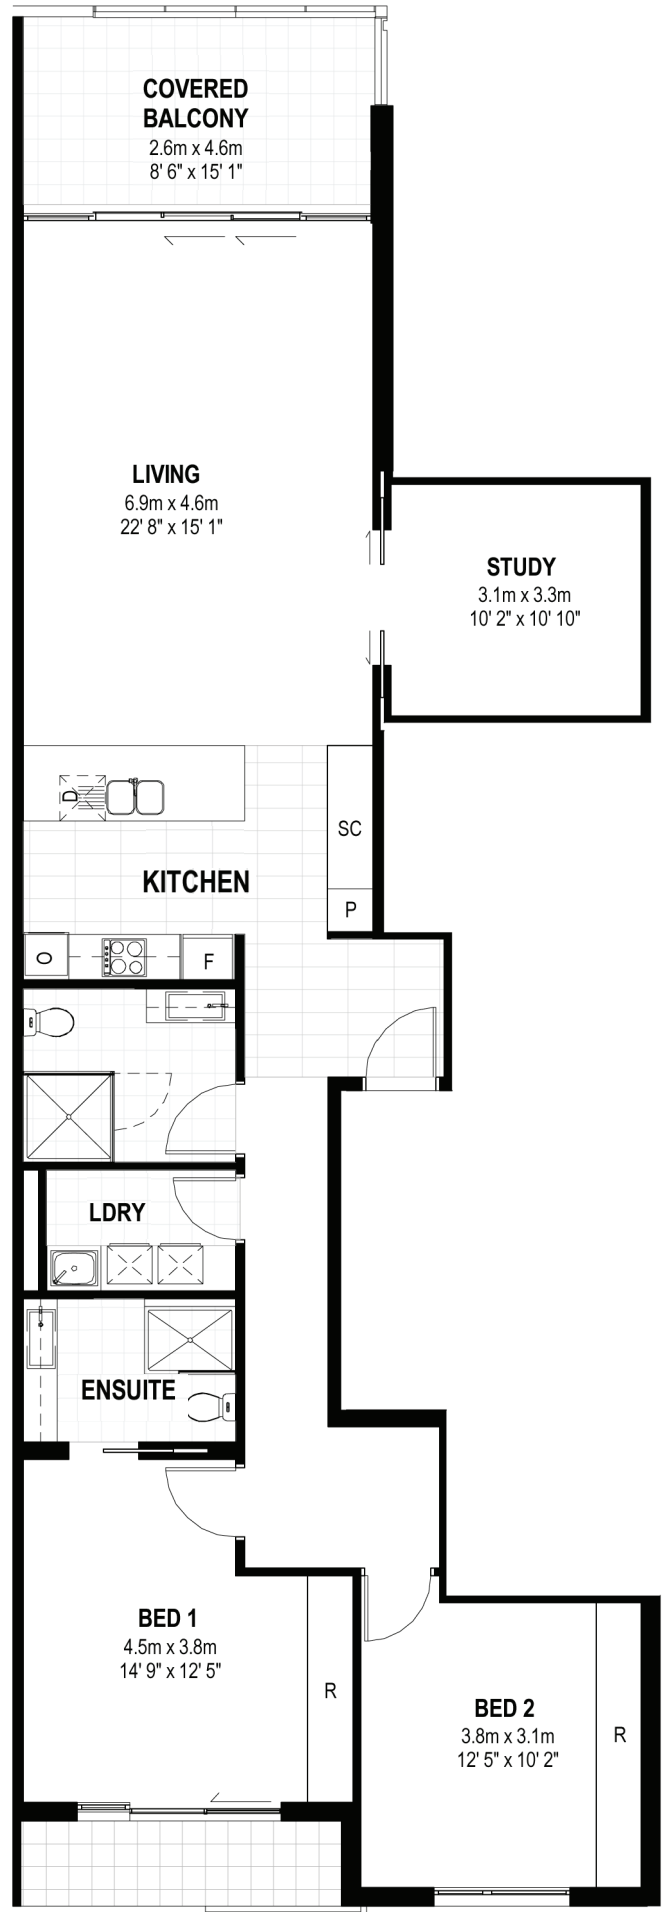 COVERED
BALCONY
2.6m x 4.6m
8' 6" x 15' 1"
LIVING
6.9m x 4.6m
22' 8" x 15' 1"
STUDY
3.1m x 3.3m
10' 2" x 10' 10"
D
SC
KITCHEN
P
O
F
LDRY
ENSUITE
BED 1
4.5m x 3.8m
14' 9" x 12' 5"
R
BED 2
3.8m x 3.1m
12' 5" x 10' 2"
R